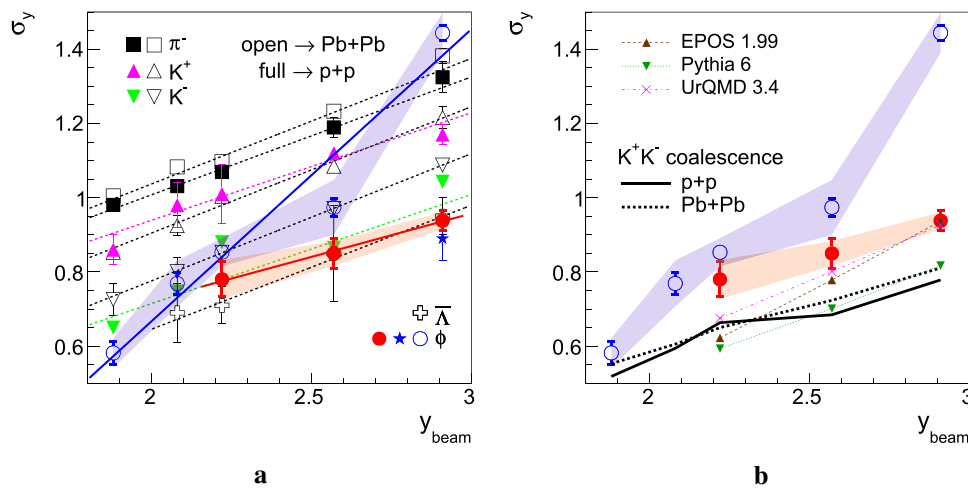 σy
1.4
1.2
1
0.8
0.6
π-
K+
K-
open → Pb+Pb
full → p+p
Λ̅
ϕ
2
2.5
3
ybeam
a
σy
1.4
1.2
1
0.8
0.6
EPOS 1.99
Pythia 6
UrQMD 3.4
K+K- coalescence
p+p
Pb+Pb
2
2.5
3
ybeam
b